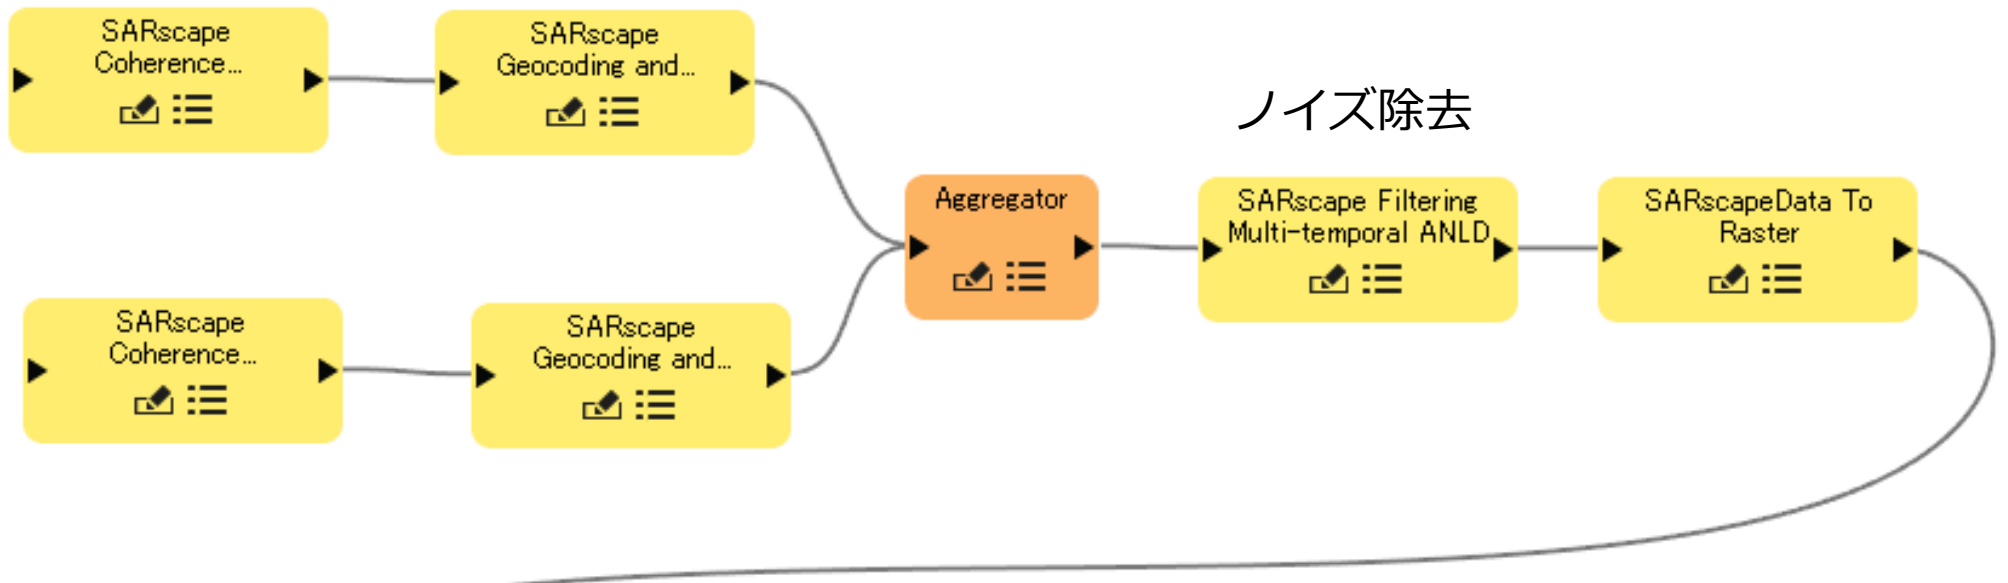 SARscape
Coherence...
SARscape
Geocoding and...
ノイズ除去
Aggregator
SARscape Filtering
Multi-temporal ANLD
SARscapeData To
Raster
SARscape
Coherence...
SARscape
Geocoding and...